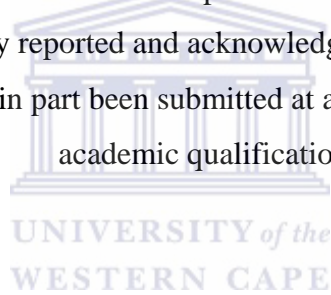 y reported and acknowledg
in part been submitted at a
academic qualificatio
UNIVERSITY of the
WESTERN CAPE